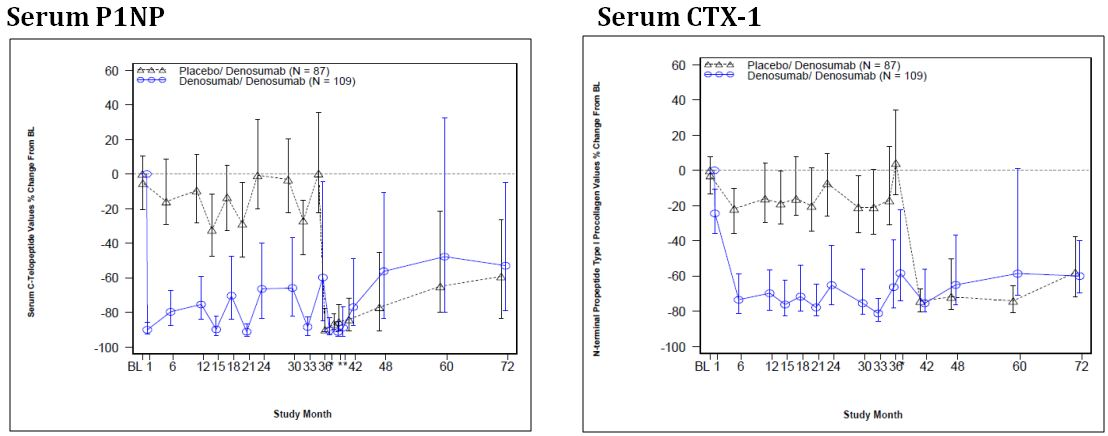 Serum P1NP
Serum C-Telopeptide Values % Change From BL
Placebo/ Denosumab (N = 87)
Denosumab/ Denosumab (N = 109)
60
40
20
0
-20
-40
-60
-80
-100
BL 1 6 12 15 18 21 24 30 33 36 * ** 42 48 60 72
Study Month
Serum CTX-1
N-terminal Propeptide Type I Procollagen Values % Change From BL
Placebo/ Denosumab (N = 87)
Denosumab/ Denosumab (N = 109)
60
40
20
0
-20
-40
-60
-80
-100
BL 1 6 12 15 18 21 24 30 33 36 * 42 48 60 72
Study Month